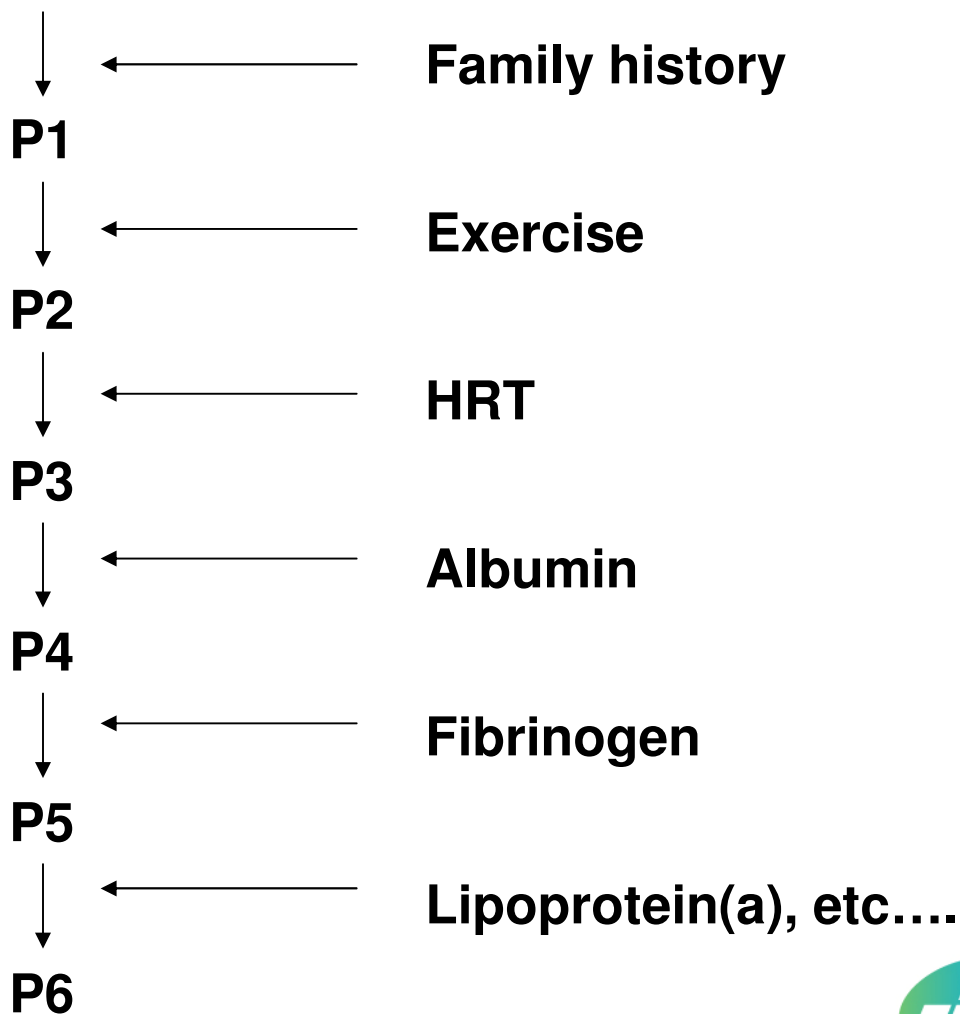 Family history
P1
Exercise
P2
HRT
P3
Albumin
P4
Fibrinogen
P5
Lipoprotein(a), etc….
P6